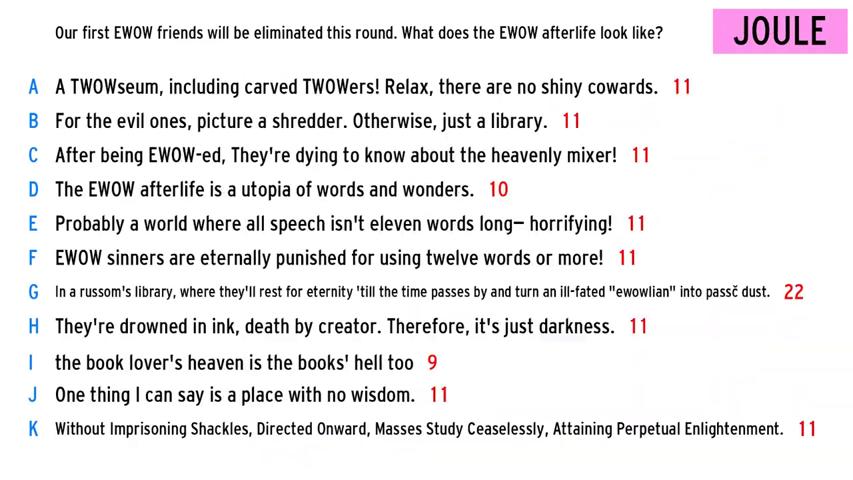 Our first EWOW friends will be eliminated this round. What does the EWOW afterlife look like?
JOULE
A A TWOWseum, including carved TWOWers! Relax, there are no shiny cowards. 11
B For the evil ones, picture a shredder. Otherwise, just a library. 11
C After being EWOW-ed, They're dying to know about the heavenly mixer! 11
D The EWOW afterlife is a utopia of words and wonders. 10
E Probably a world where all speech isn't eleven words long— horrifying! 11
F EWOW sinners are eternally punished for using twelve words or more! 11
G In a russom's library, where they'll rest for eternity 'till the time passes by and turn an ill-fated "ewowlian" into passč dust. 22
H They're drowned in ink, death by creator. Therefore, it's just darkness. 11
I the book lover's heaven is the books' hell too 9
J One thing I can say is a place with no wisdom. 11
K Without Imprisoning Shackles, Directed Onward, Masses Study Ceaselessly, Attaining Perpetual Enlightenment. 11